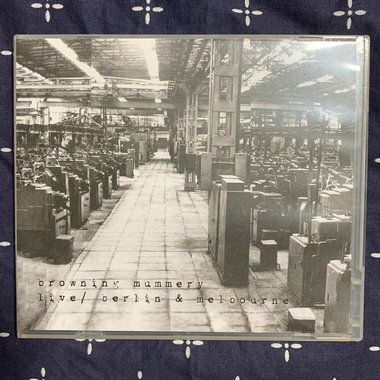 browning mummery
live/ berlin & melbourne